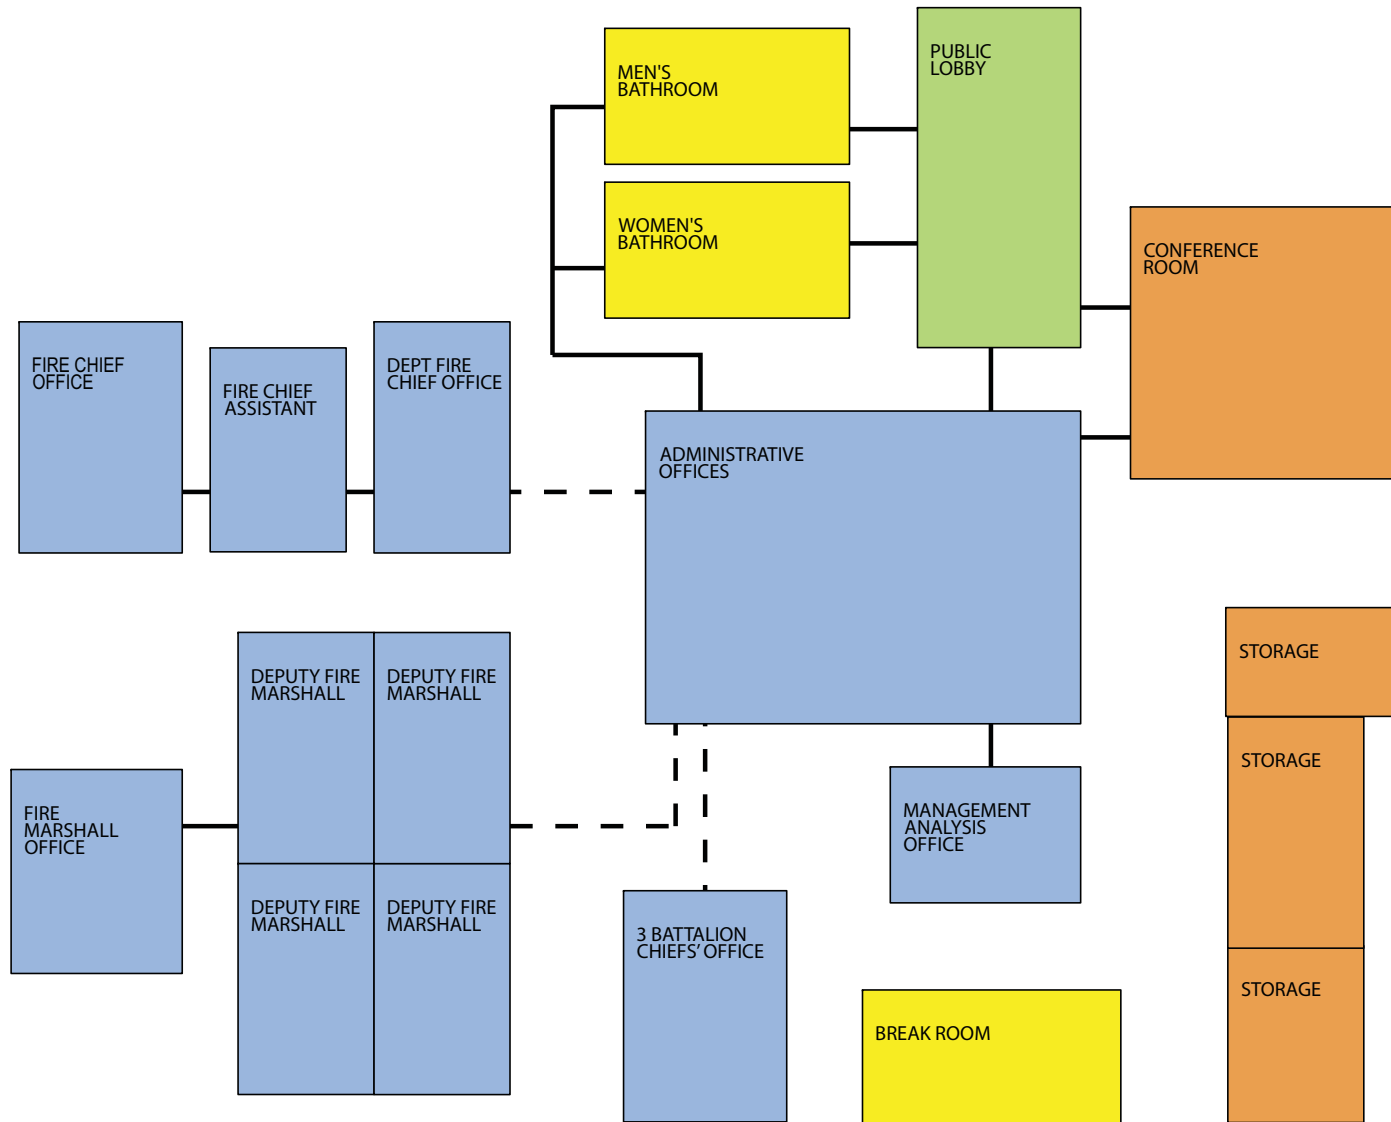 MEN'S
BATHROOM
PUBLIC
LOBBY
WOMEN'S
BATHROOM
CONFERENCE
ROOM
FIRE CHIEF
OFFICE
FIRE CHIEF
ASSISTANT
DEPT FIRE
CHIEF OFFICE
ADMINISTRATIVE
OFFICES
DEPUTY FIRE
MARSHALL
DEPUTY FIRE
MARSHALL
STORAGE
STORAGE
FIRE
MARSHALL
OFFICE
MANAGEMENT
ANALYSIS
OFFICE
DEPUTY FIRE
MARSHALL
DEPUTY FIRE
MARSHALL
3 BATTALION
CHIEFS' OFFICE
STORAGE
BREAK ROOM